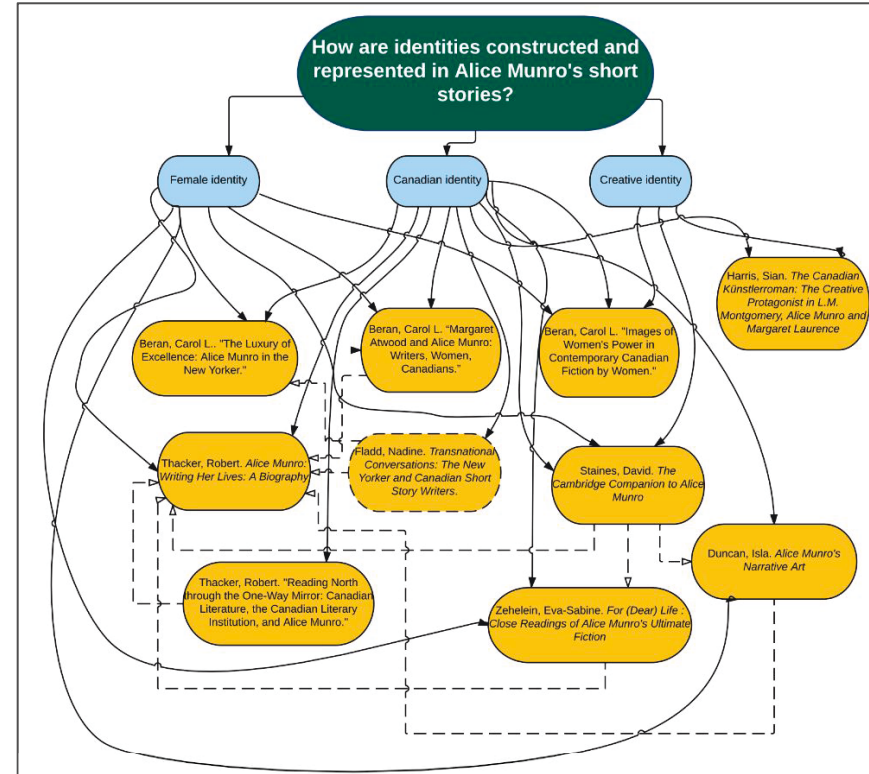 How are identities constructed and
represented in Alice Munro's short
stories?
Female identity
Canadian identity
Creative identity
Harris, Sian. The Canadian
Künstlerroman: The Creative
Protagonist in L.M.
Montgomery, Alice Munro and
Margaret Laurence
Beran, Carol L.. "The Luxury of
Excellence: Alice Munro in the
New Yorker."
Beran, Carol L. "Margaret
Atwood and Alice Munro:
Writers, Women,
Canadians."
Beran, Carol L. "Images of
Women's Power in
Contemporary Canadian
Fiction by Women."
Thacker, Robert. Alice Munro:
Writing Her Lives: A Biography
Fladd, Nadine. Transnational
Conversations: The New
Yorker and Canadian Short
Story Writers.
Staines, David. The
Cambridge Companion to Alice
Munro
Duncan, Isla. Alice Munro's
Narrative Art
Thacker, Robert. "Reading North
through the One-Way Mirror: Canadian
Literature, the Canadian Literary
Institution, and Alice Munro."
Zehelein, Eva-Sabine. For (Dear) Life :
Close Readings of Alice Munro's Ultimate
Fiction